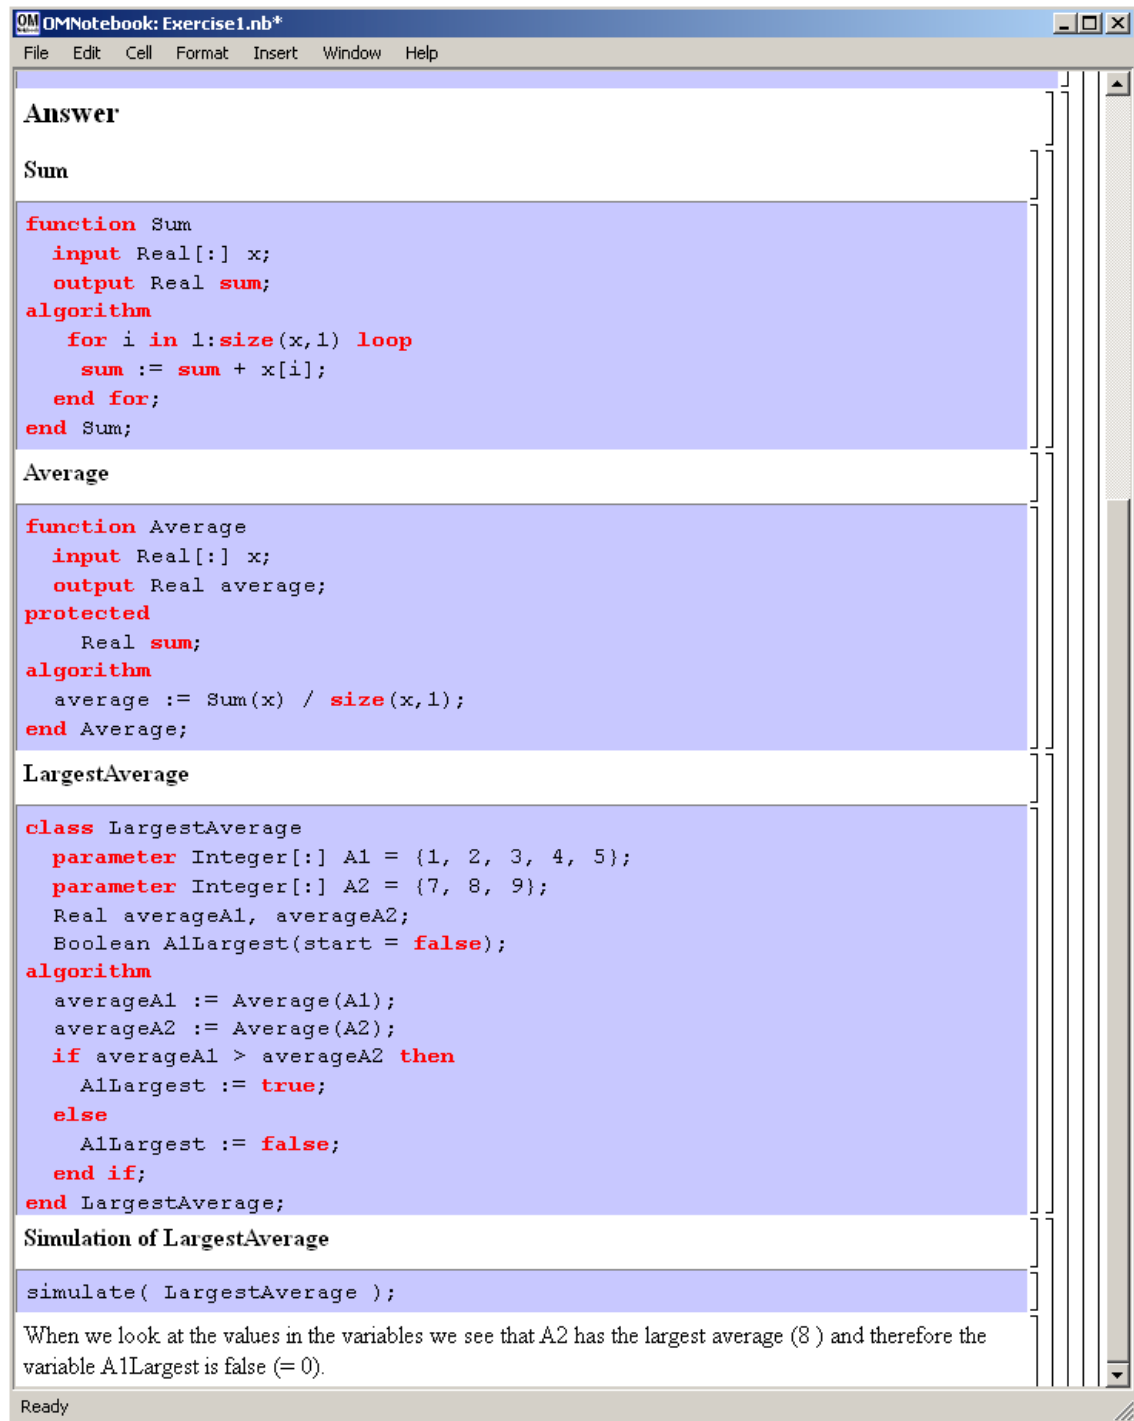 OMNotebook: Exercise1.nb*
File Edit Cell Format Insert Window Help
Answer
Sum
function Sum
  input Real[:] x;
  output Real sum;
algorithm
   for i in 1:size(x,1) loop
    sum := sum + x[i];
  end for;
end Sum;
Average
function Average
  input Real[:] x;
  output Real average;
protected
    Real sum;
algorithm
  average := Sum(x) / size(x,1);
end Average;
LargestAverage
class LargestAverage
  parameter Integer[:] A1 = {1, 2, 3, 4, 5};
  parameter Integer[:] A2 = {7, 8, 9};
  Real averageA1, averageA2;
  Boolean A1Largest(start = false);
algorithm
  averageA1 := Average(A1);
  averageA2 := Average(A2);
  if averageA1 > averageA2 then
    A1Largest := true;
  else
    A1Largest := false;
  end if;
end LargestAverage;
Simulation of LargestAverage
simulate( LargestAverage );
When we look at the values in the variables we see that A2 has the largest average (8 ) and therefore the
variable A1Largest is false (= 0).
Ready